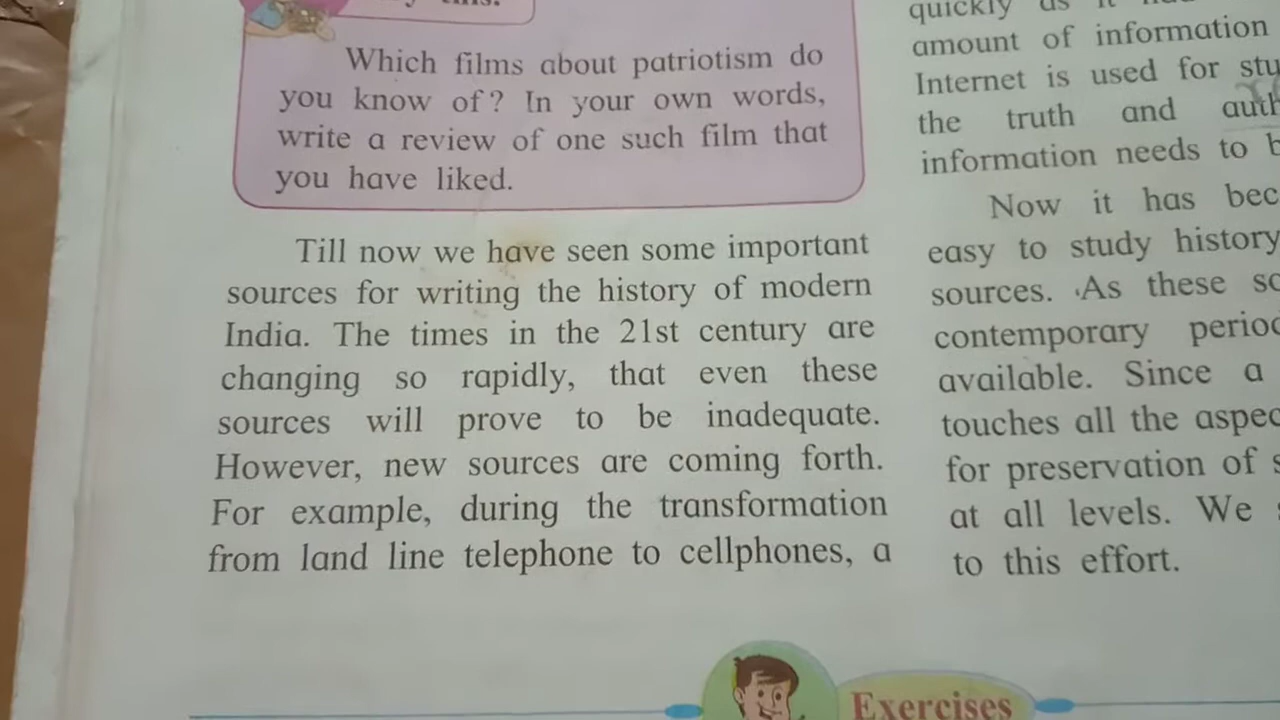 this.
Which films about patriotism do
you know of? In your own words,
write a review of one such film that
you have liked.
Till now we have seen some important
sources for writing the history of modern
India. The times in the 21st century are
changing so rapidly, that even these
sources will prove to be inadequate.
However, new sources are coming forth.
For example, during the transformation
from land line telephone to cellphones, a
quickly as it
amount of information
Internet is used for
the truth and
information needs to
Now it has
easy to study history
sources. As these
contemporary
available. Since a
touches all the
for preservation of
at all levels. We
to this effort.
Exercises